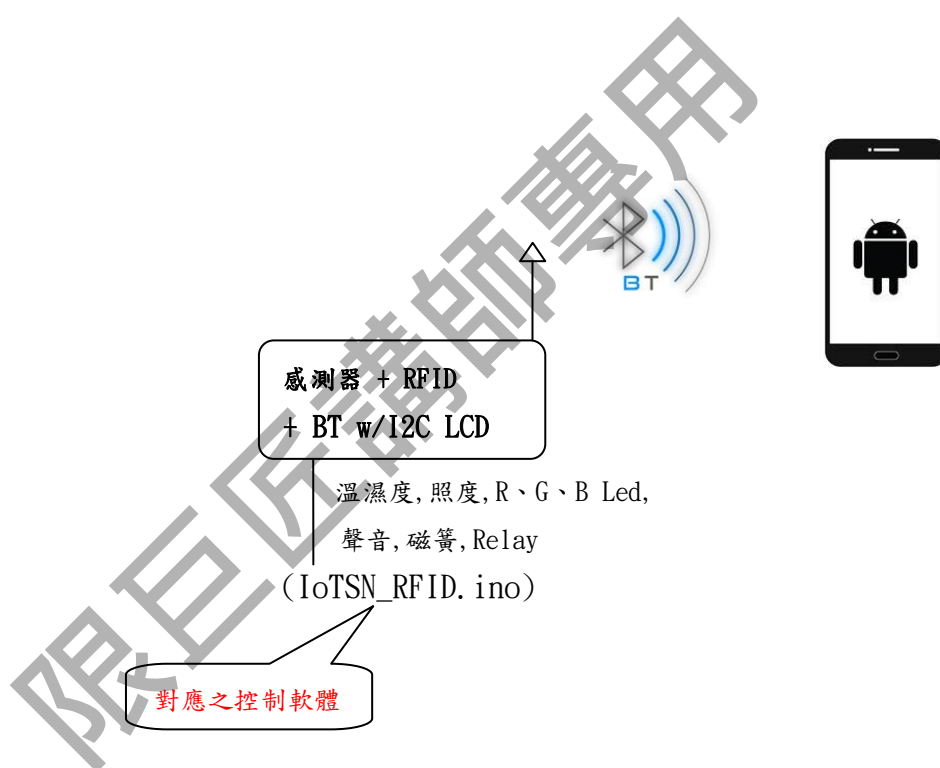 限巨匠講師專用
BT
感測器 + RFID
+ BT w/I2C LCD
溫濕度,照度,R、G、B Led,
聲音,磁簧,Relay
(IoTSN_RFID.ino)
對應之控制軟體